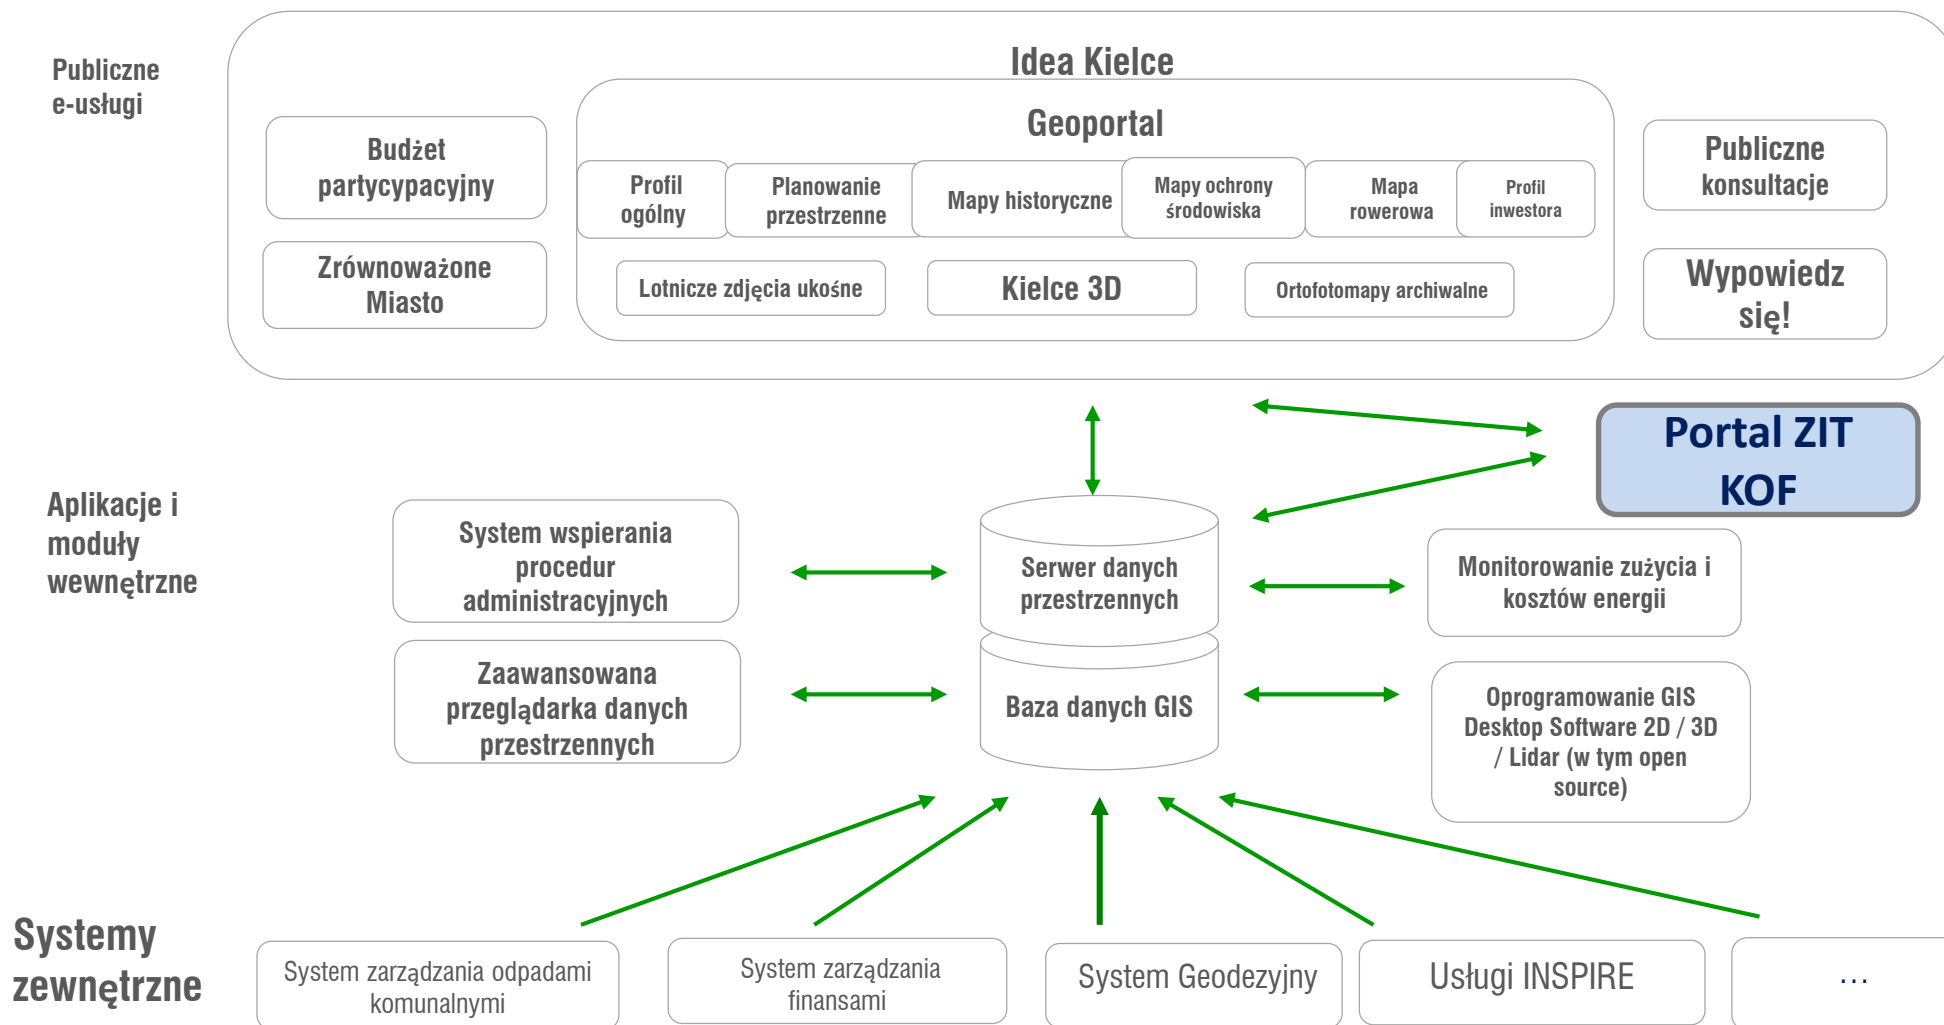 Publiczne
e-usługi
Idea Kielce
Geoportal
Budżet
partycypacyjny
Zrównoważone
Miasto
Profil
ogólny
Planowanie
przestrzenne
Mapy historyczne
Mapy ochrony
środowiska
Mapa
rowerowa
Profil
inwestora
Lotnicze zdjęcia ukośne
Kielce 3D
Ortofotomapy archiwalne
Publiczne
konsultacje
Wypowiedz
się!
Portal ZIT
KOF
Aplikacje i
moduły
wewnętrzne
System wspierania
procedur
administracyjnych
Zaawansowana
przeglądarka danych
przestrzennych
Serwer danych
przestrzennych
Baza danych GIS
Monitorowanie zużycia i
kosztów energii
Oprogramowanie GIS
Desktop Software 2D / 3D
/ Lidar (w tym open
source)
Systemy
zewnętrzne
System zarządzania odpadami
komunalnymi
System zarządzania
finansami
System Geodezyjny
Usługi INSPIRE
...